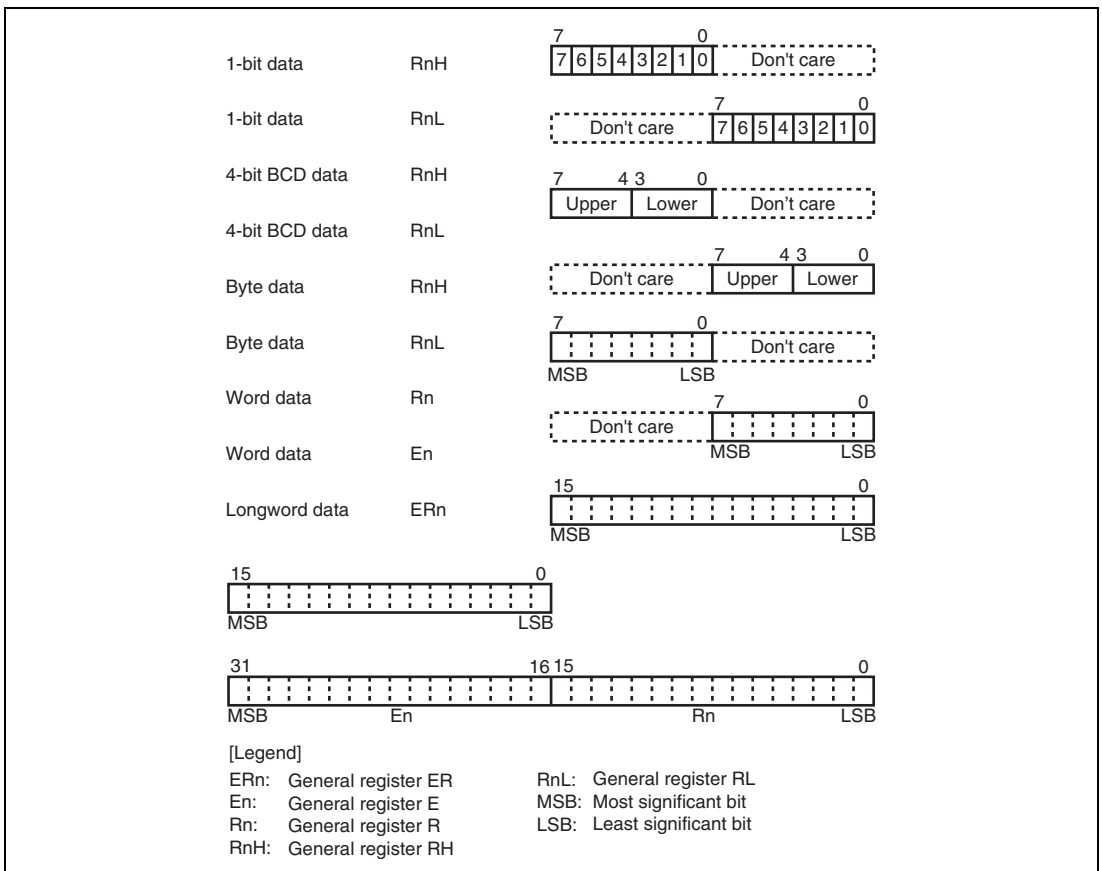 7 0
1-bit data RnH 7 6 5 4 3 2 1 0 Don't care
7 0
1-bit data RnL Don't care 7 6 5 4 3 2 1 0
4-bit BCD data RnH 7 4 3 0
Upper Lower Don't care
4-bit BCD data RnL
7 4 3 0
Byte data RnH Don't care Upper Lower
7 0
Byte data RnL Don't care
MSB LSB
Word data Rn 7 0
Don't care
MSB LSB
Word data En
15 0
Longword data ERn
MSB LSB
15 0
MSB LSB
31 16 15 0
MSB En Rn LSB
[Legend]
ERn: General register ER RnL: General register RL
En: General register E MSB: Most significant bit
Rn: General register R LSB: Least significant bit
RnH: General register RH